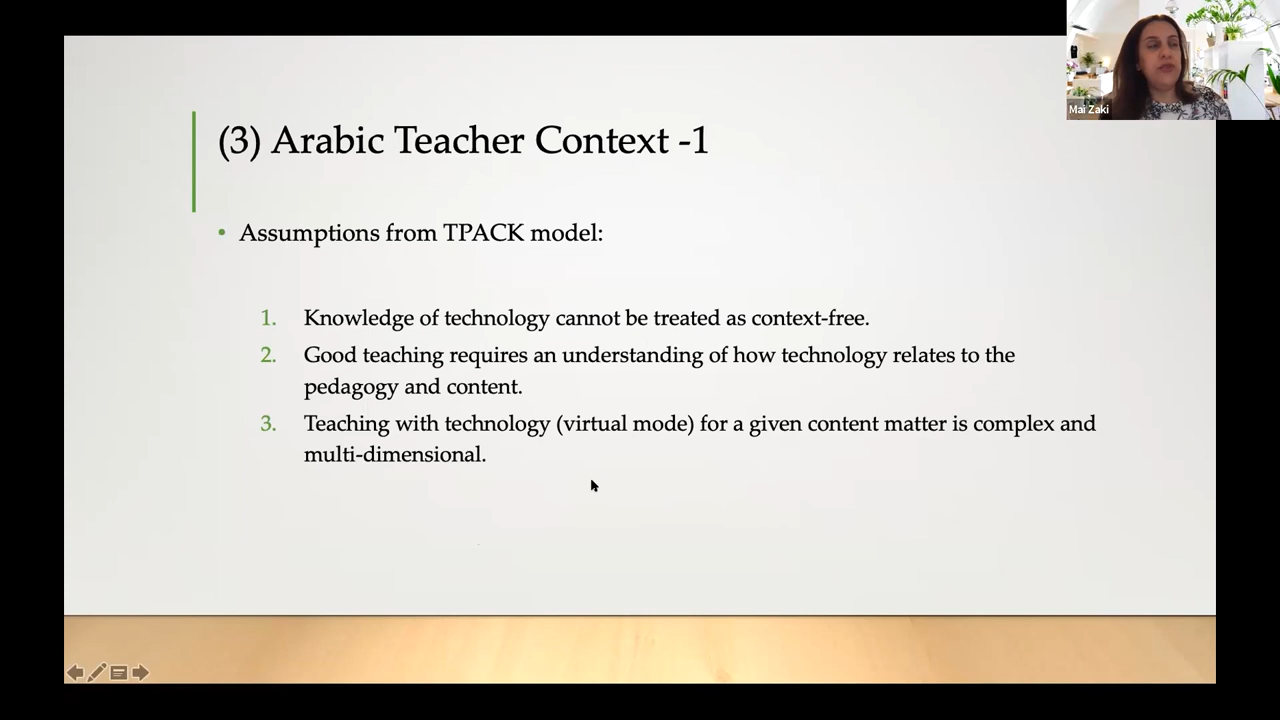 (3) Arabic Teacher Context -1
• Assumptions from TPACK model:
1. Knowledge of technology cannot be treated as context-free.
2. Good teaching requires an understanding of how technology relates to the
pedagogy and content.
3. Teaching with technology (virtual mode) for a given content matter is complex and
multi-dimensional.
Mai Zaki